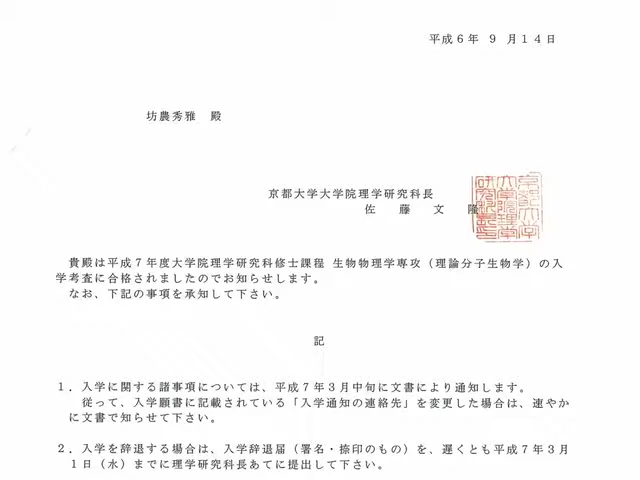 平成６年 ９ 月１４日
坊農秀雅 殿
京都大学大学院理学研究科長
佐 藤 文 隆
貴殿は平成７年度大学院理学研究科修士課程 生物物理学専攻（理論分子生物学）の入
学考査に合格されましたのでお知らせします。
なお、下記の事項を承知して下さい。
記
１．入学に関する諸事項については、平成７年３月中旬に文書により通知します。
従って、入学願書に記載されている「入学通知の連絡先」を変更した場合は、速やか
に文書で知らせて下さい。
２．入学を辞退する場合は、入学辞退届（署名・捺印のもの）を、遅くとも平成７年３月
１日（水）までに理学研究科長あてに提出して下さい。